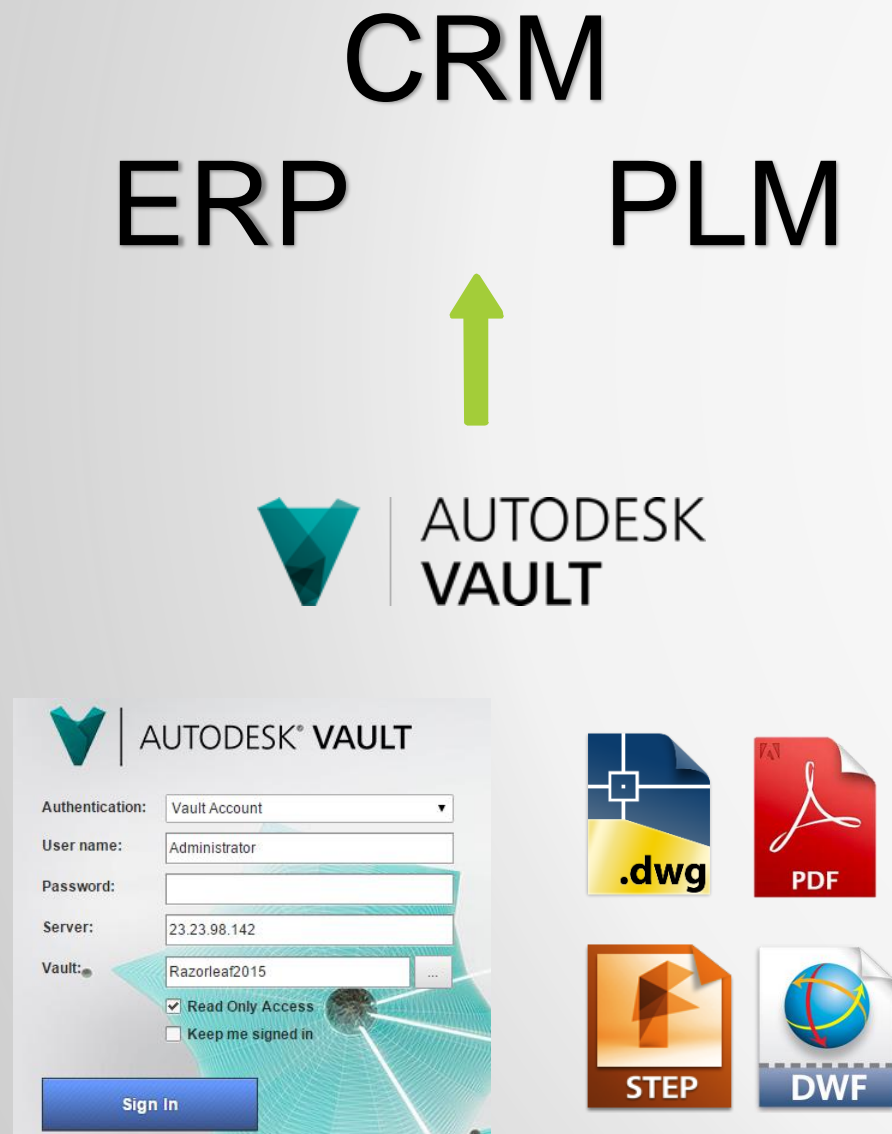 CRM
ERP PLM
AUTODESK
VAULT
AUTODESK® VAULT
Authentication: Vault Account
User name: Administrator
Password:
Server: 23.23.98.142
Vault: Razorleaf2015 ...
Read Only Access
Keep me signed in
Sign In
.dwg PDF
STEP DWF